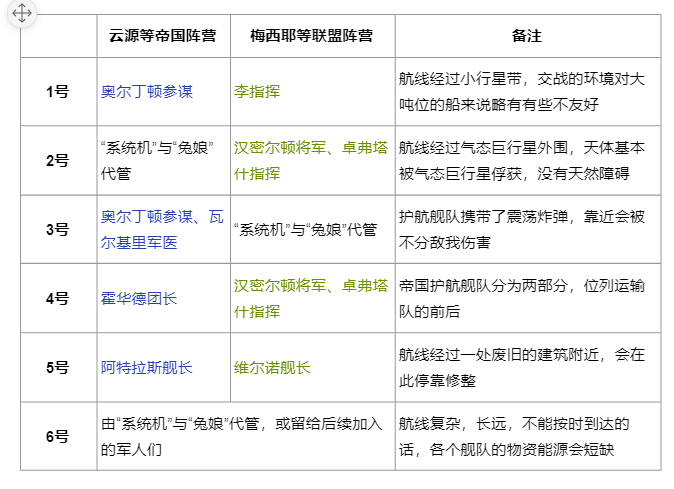 云源等帝国阵营 梅西耶等联盟阵营 备注
1号 奥尔丁顿参谋 李指挥 航线经过小行星带，交战的环境对大
吨位的船来说略有有些不友好
2号 “系统机”与“兔娘”
代管 汉密尔顿将军、卓弗塔
什指挥 航线经过气态巨行星外围，天体基本
被气态巨行星俘获，没有天然障碍
3号 奥尔丁顿参谋、瓦
尔基里军医 “系统机”与“兔娘”代管 护航舰队携带了震荡炸弹，靠近会被
不分敌我伤害
4号 霍华德团长 汉密尔顿将军、卓弗塔
什指挥 帝国护航舰队分为两部分，位列运输
队的前后
5号 阿特拉斯舰长 维尔诺舰长 航线经过一处废旧的建筑附近，会在
此停靠修整
6号 由“系统机”与“兔娘”代管，或留给后续加入
的军人们 航线复杂，长远，不能按时到达的
话，各个舰队的物资能源会短缺